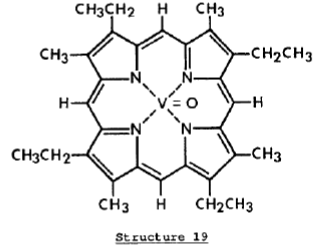 CH3CH2 H CH3
CH3 CH2CH3
N N
H V=O H
N N
CH3CH2 CH3
CH3 H CH2CH3
Structure 19